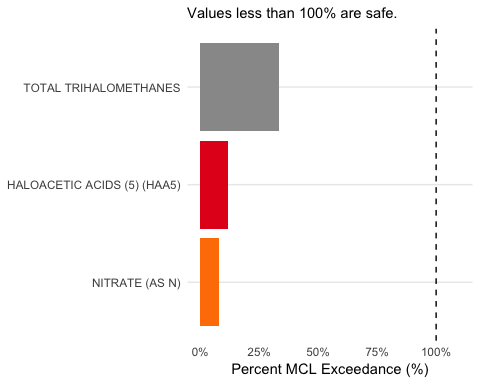 Values less than 100% are safe.
TOTAL TRIHALOMETHANES
HALOACETIC ACIDS (5) (HAA5)
NITRATE (AS N)
0% 25% 50% 75% 100%
Percent MCL Exceedance (%)